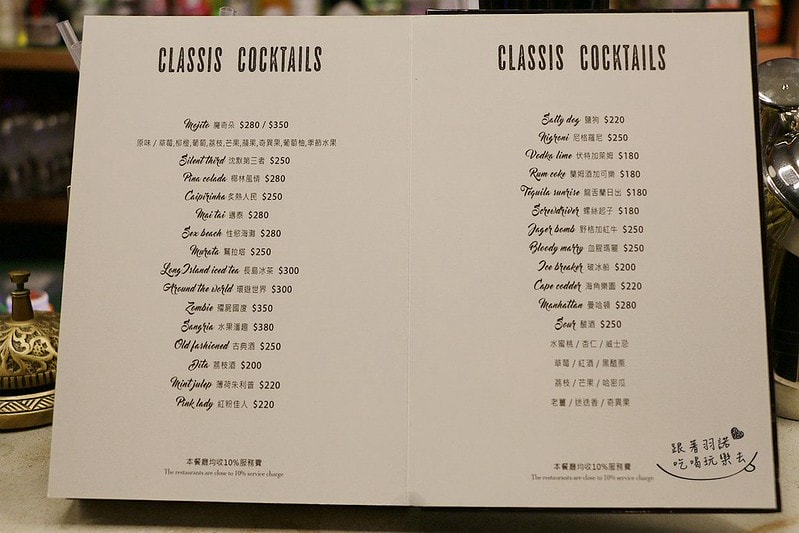 CLASSIS COCKTAILS
Mojito 魔奇朵 $280 / $350
原味 / 草莓,柳橙,葡萄,荔枝,芒果,蘋果,奇異果,葡萄柚,季節水果
Silent third 沈默第三者 $250
Pina colada 椰林風情 $280
Caipirinha 炙熱人民 $250
Mai tai 邁泰 $280
Sex beach 性慾海灘 $280
Murata 莫拉塔 $250
Long Island iced tea 長島冰茶 $300
Around the world 環遊世界 $300
Zombie 殭屍國度 $350
Sangria 水果潘趣 $380
Old fashioned 古典酒 $250
Dita 荔枝酒 $200
Mint julep 薄荷朱利普 $220
Pink lady 紅粉佳人 $220
本餐廳均收10%服務費
The restaurants are close to 10% service charge
CLASSIS COCKTAILS
Salty dog 鹽狗 $220
Nigroni 尼格羅尼 $250
Vodka lime 伏特加萊姆 $180
Rum coke 蘭姆酒加可樂 $180
Tequila sunrise 龍舌蘭日出 $180
Screwdriver 螺絲起子 $180
Jager bomb 野格加紅牛 $250
Bloody marry 血腥瑪麗 $250
Ice breaker 破冰船 $200
Cape codder 海角樂園 $220
Manhattan 曼哈頓 $280
Sour 酸酒 $250
水蜜桃 / 杏仁 / 威士忌
草莓 / 紅酒 / 黑醋栗
荔枝 / 芒果 / 哈密瓜
老薑 / 迷迭香 / 奇異果
本餐廳均收10%服務費
The restaurants are close to 10% service charge
跟著羽諾
吃喝玩樂去